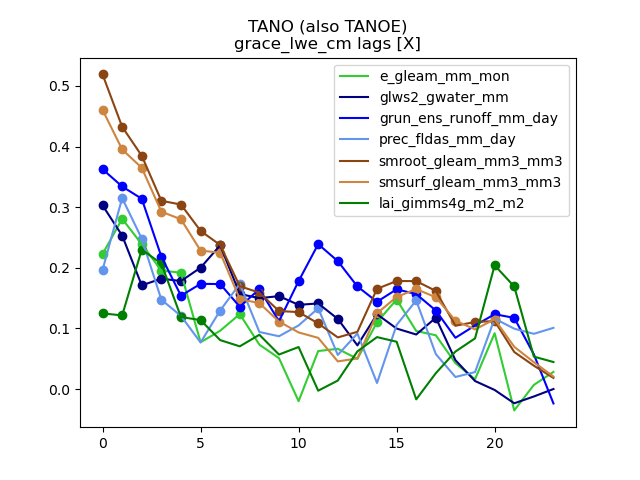 TANO (also TANOE)
grace_lwe_cm lags [X]
e_gleam_mm_mon
glws2_gwater_mm
grun_ens_runoff_mm_day
prec_fldas_mm_day
smroot_gleam_mm3_mm3
smsurf_gleam_mm3_mm3
lai_gimms4g_m2_m2
0.5
0.4
0.3
0.2
0.1
0.0
0 5 10 15 20